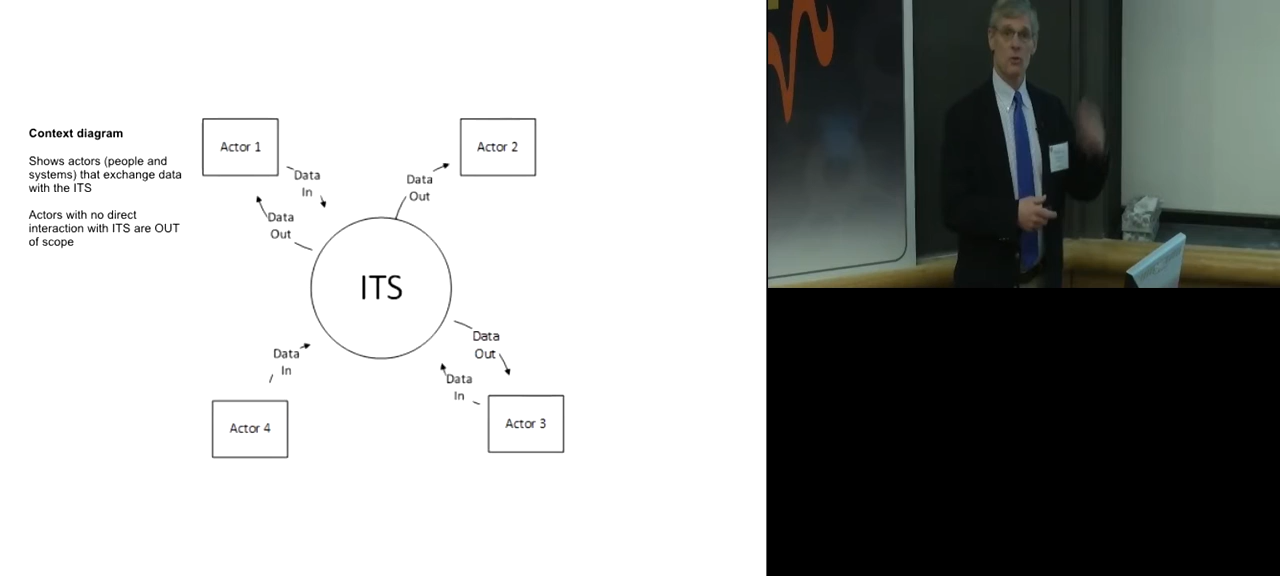 Context diagram
Shows actors (people and
systems) that exchange data
with the ITS
Actors with no direct
interaction with ITS are OUT
of scope
Actor 1
Actor 2
Data
In
Data
Out
Data
Out
ITS
Data
In
Data
Out
Data
In
Actor 4
Actor 3